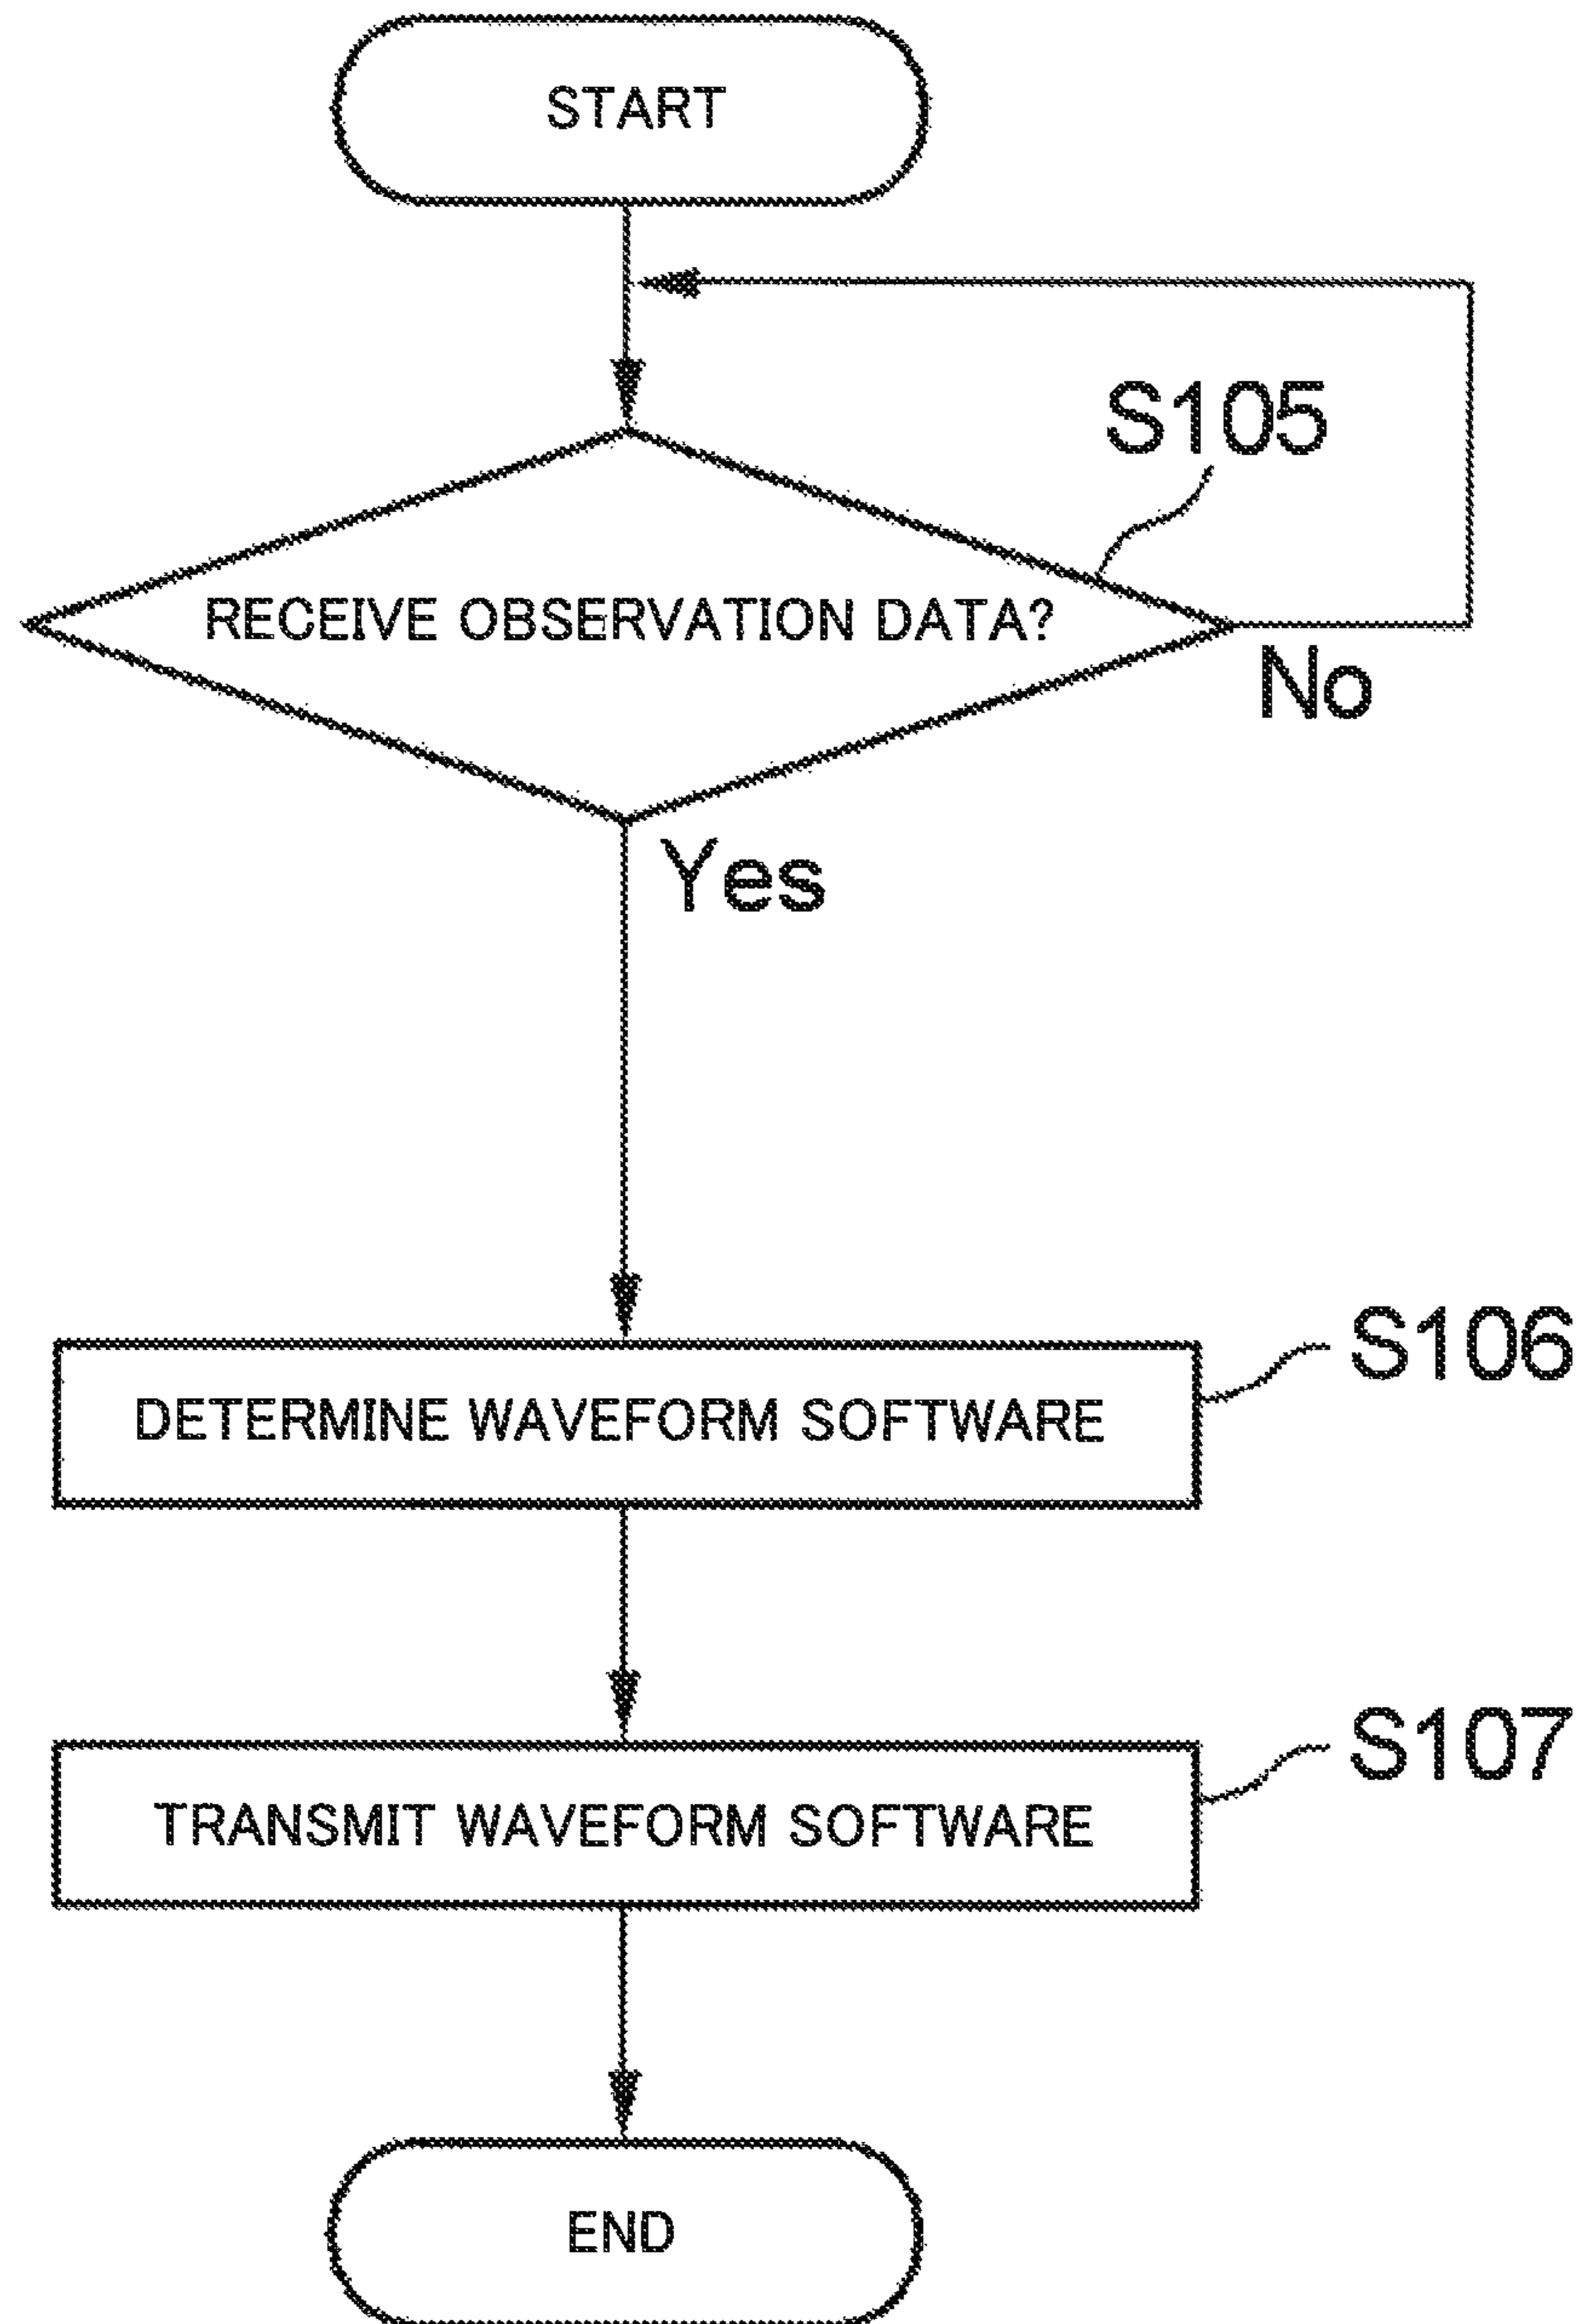 START
S105
RECEIVE OBSERVATION DATA?
No
Yes
S106
DETERMINE WAVEFORM SOFTWARE
S107
TRANSMIT WAVEFORM SOFTWARE
END